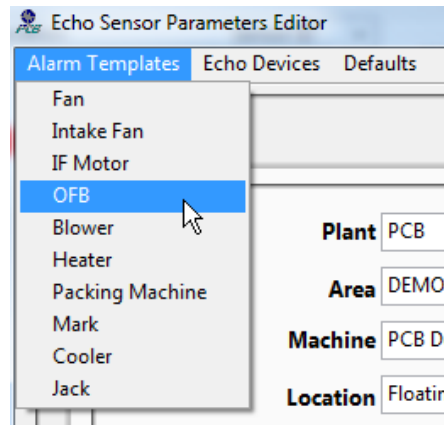 Echo Sensor Parameters Editor
Alarm Templates Echo Devices Defaults
Fan
Intake Fan
IF Motor
OFB
Blower
Heater
Packing Machine
Mark
Cooler
Jack
Plant PCB
Area DEMO
Machine PCB D
Location Floatin